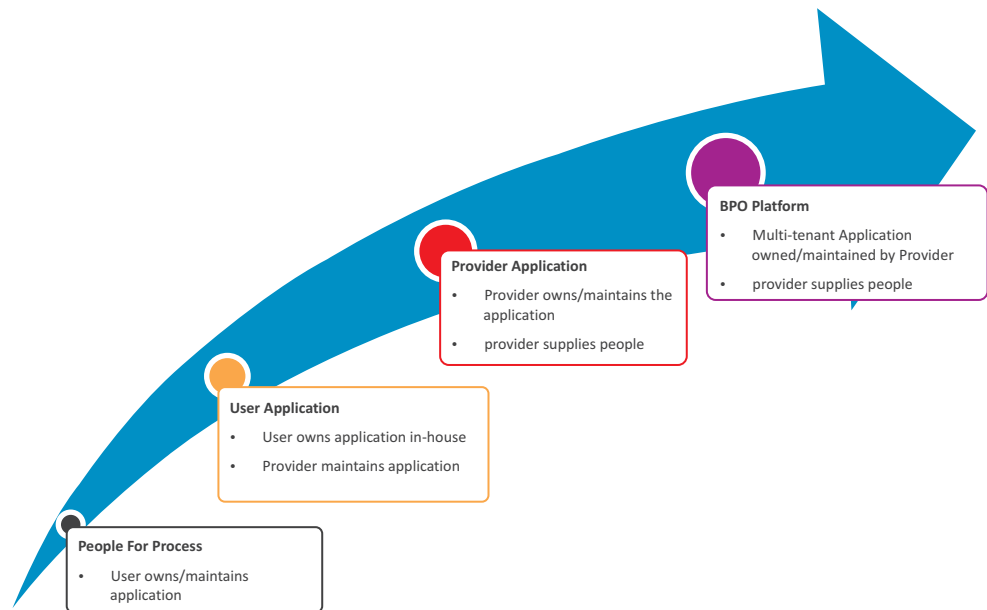 BPO Platform
• Multi-tenant Application
owned/maintained by Provider
• provider supplies people
Provider Application
• Provider owns/maintains the
application
• provider supplies people
User Application
• User owns application in-house
• Provider maintains application
People For Process
• User owns/maintains
application